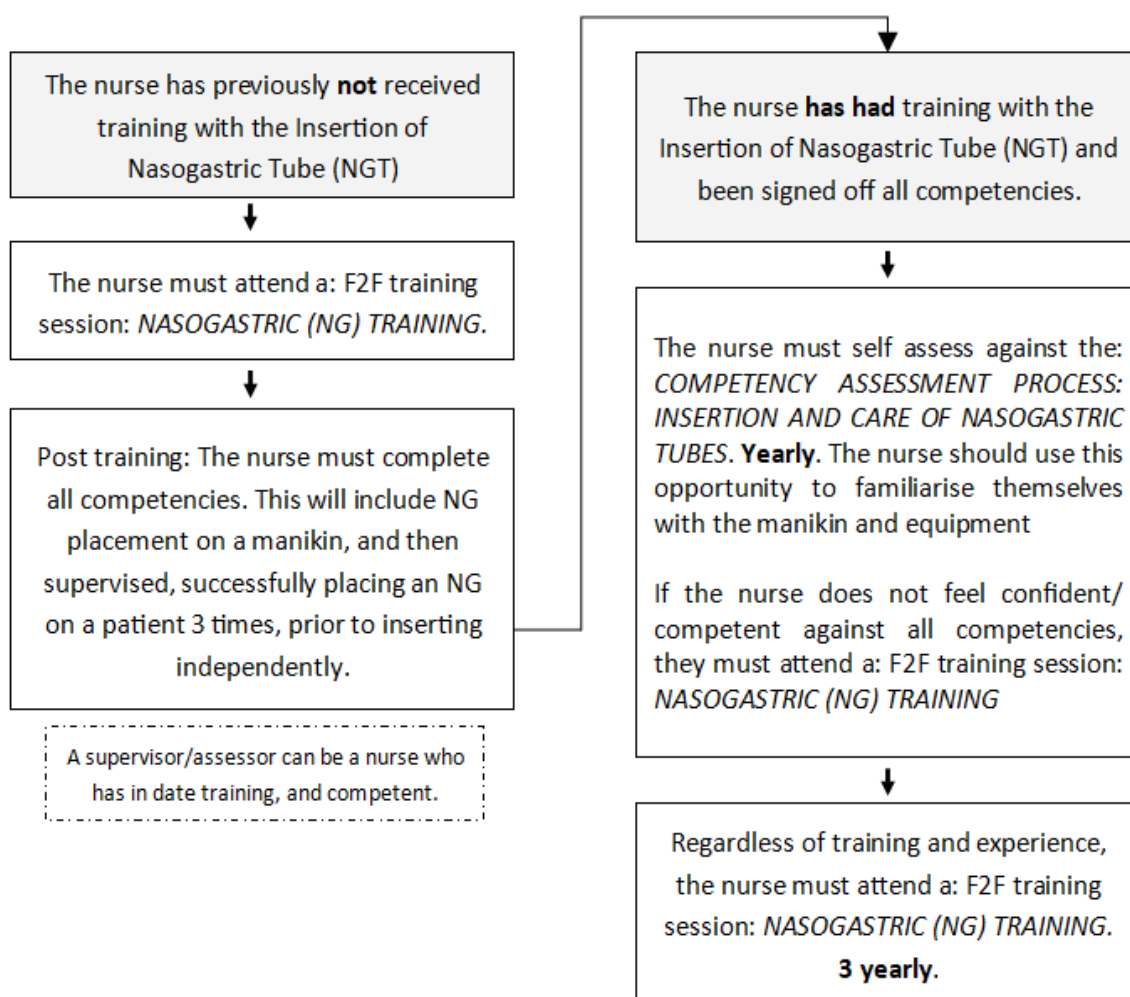 The nurse has previously not received
training with the Insertion of
Nasogastric Tube (NGT)
The nurse must attend a: F2F training
session: NASOGASTRIC (NG) TRAINING.
Post training: The nurse must complete
all competencies. This will include NG
placement on a manikin, and then
supervised, successfully placing an NG
on a patient 3 times, prior to inserting
independently.
A supervisor/assessor can be a nurse who
has in date training, and competent.
The nurse has had training with the
Insertion of Nasogastric Tube (NGT) and
been signed off all competencies.
The nurse must self assess against the:
COMPETENCY ASSESSMENT PROCESS:
INSERTION AND CARE OF NASOGASTRIC
TUBES. Yearly. The nurse should use this
opportunity to familiarise themselves
with the manikin and equipment
If the nurse does not feel confident/
competent against all competencies,
they must attend a: F2F training session:
NASOGASTRIC (NG) TRAINING
Regardless of training and experience,
the nurse must attend a: F2F training
session: NASOGASTRIC (NG) TRAINING.
3 yearly.